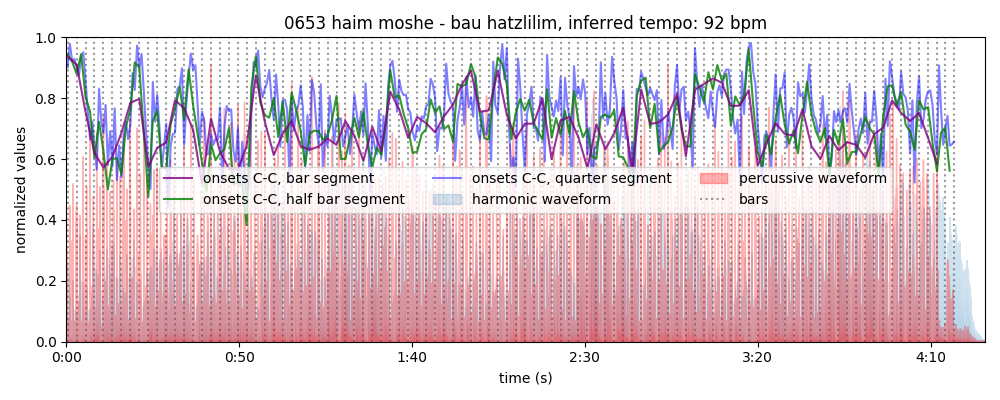 0653 haim moshe - bau hatzlilim, inferred tempo: 92 bpm
normalized values
1.0
0.8
0.6
0.4
0.2
0.0
onsets C-C, bar segment
onsets C-C, half bar segment
onsets C-C, quarter segment
harmonic waveform
percussive waveform
bars
0:00 0:50 1:40 2:30 3:20 4:10
time (s)